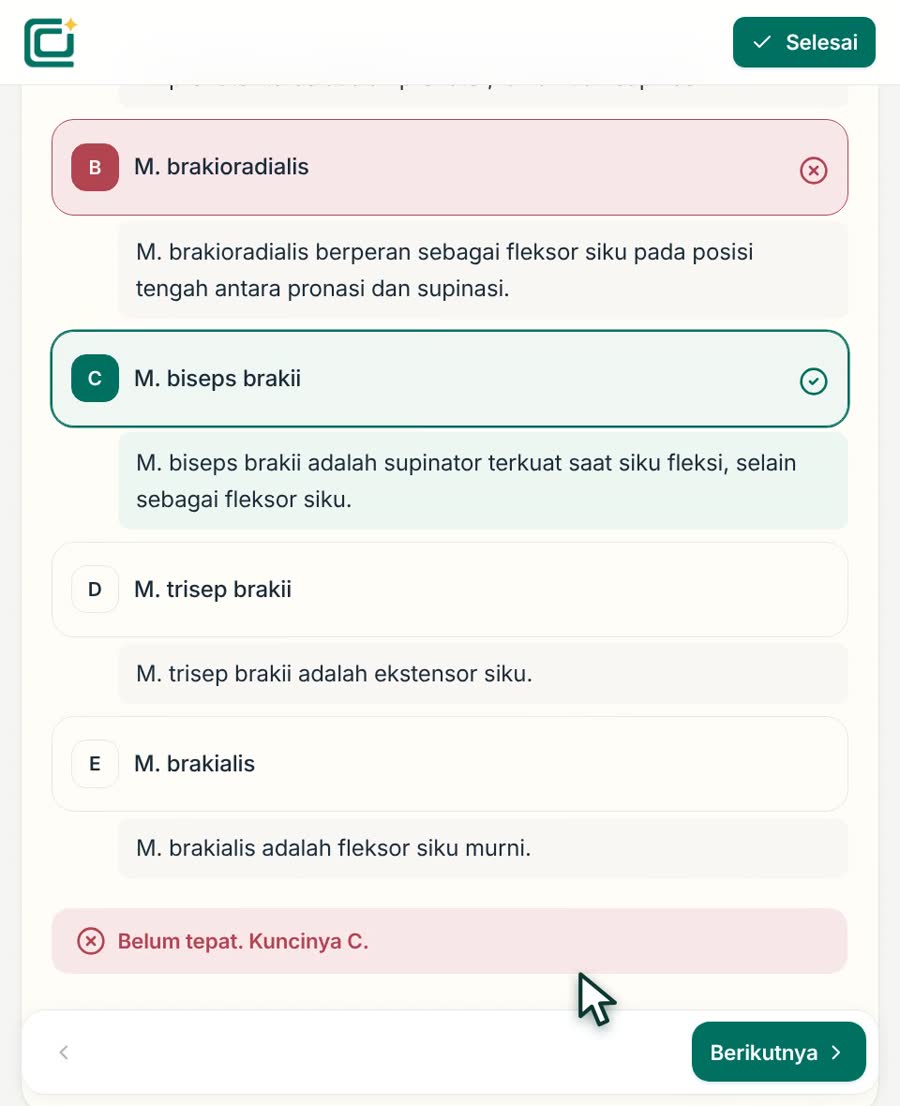 Selesai
B
M. brakioradialis
M. brakioradialis berperan sebagai fleksor siku pada posisi
tengah antara pronasi dan supinasi.
C
M. biseps brakii
M. biseps brakii adalah supinator terkuat saat siku fleksi, selain
sebagai fleksor siku.
D
M. trisep brakii
M. trisep brakii adalah ekstensor siku.
E
M. brakialis
M. brakialis adalah fleksor siku murni.
Belum tepat. Kuncinya C.
Berikutnya